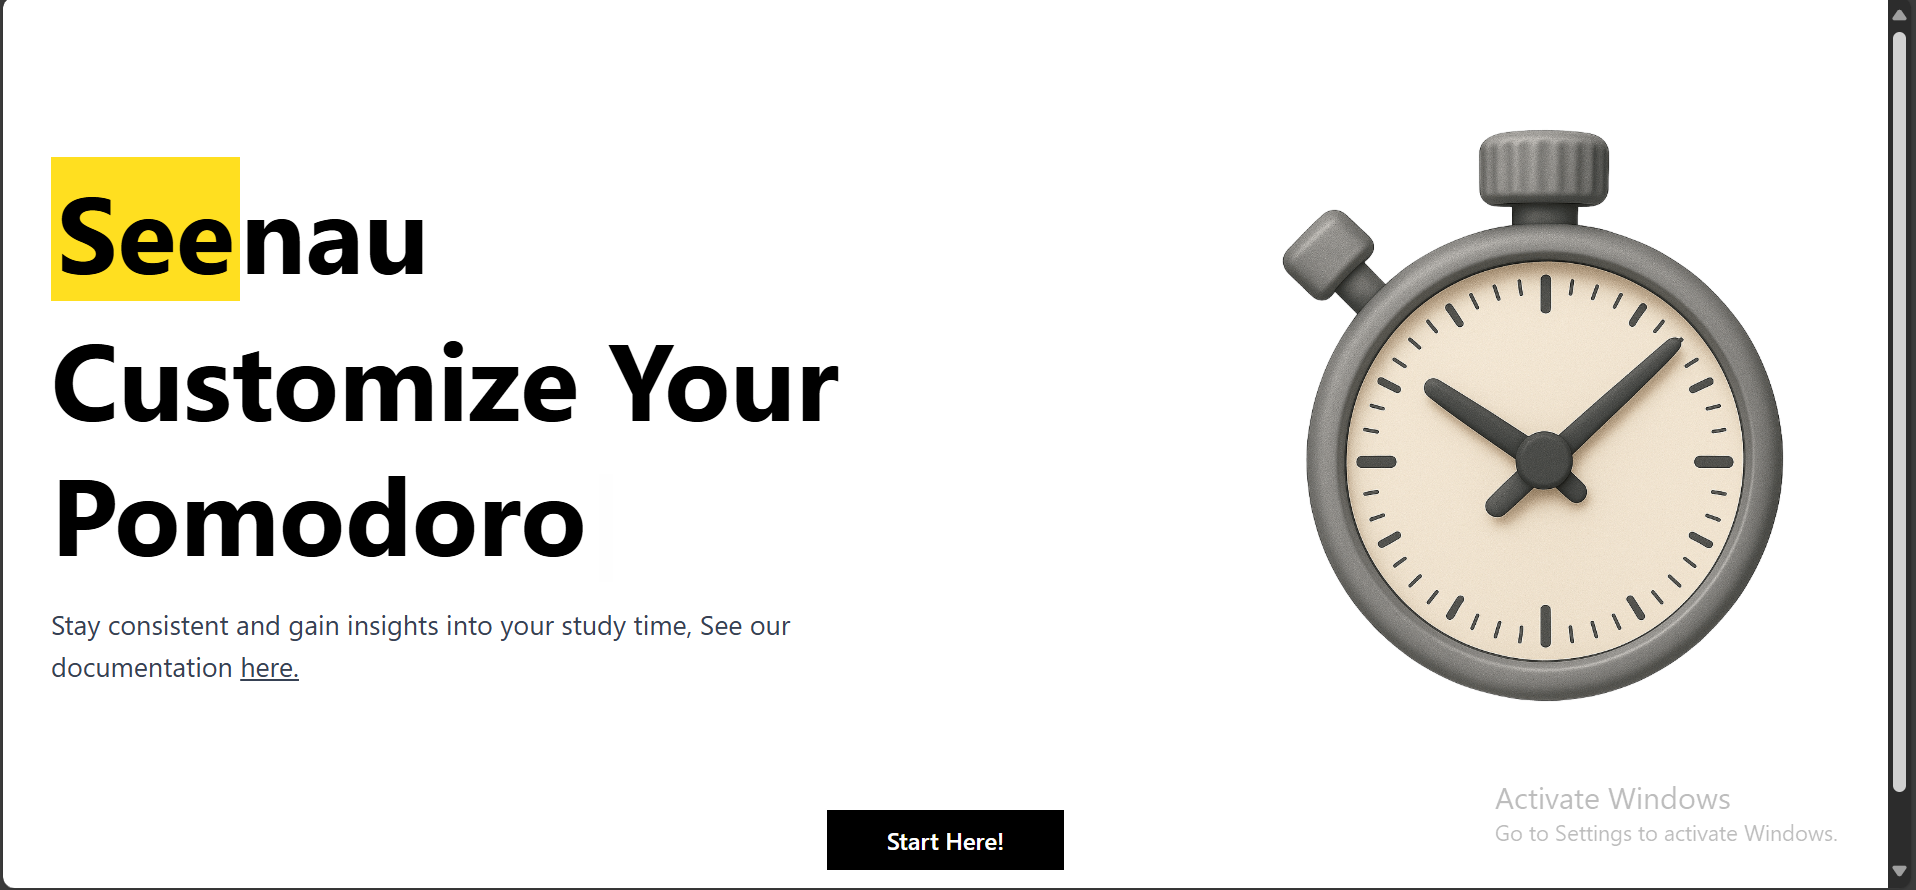 Seenau
Customize Your
Pomodoro
Stay consistent and gain insights into your study time, See our
documentation here.
Start Here!
Activate Windows
Go to Settings to activate Windows.